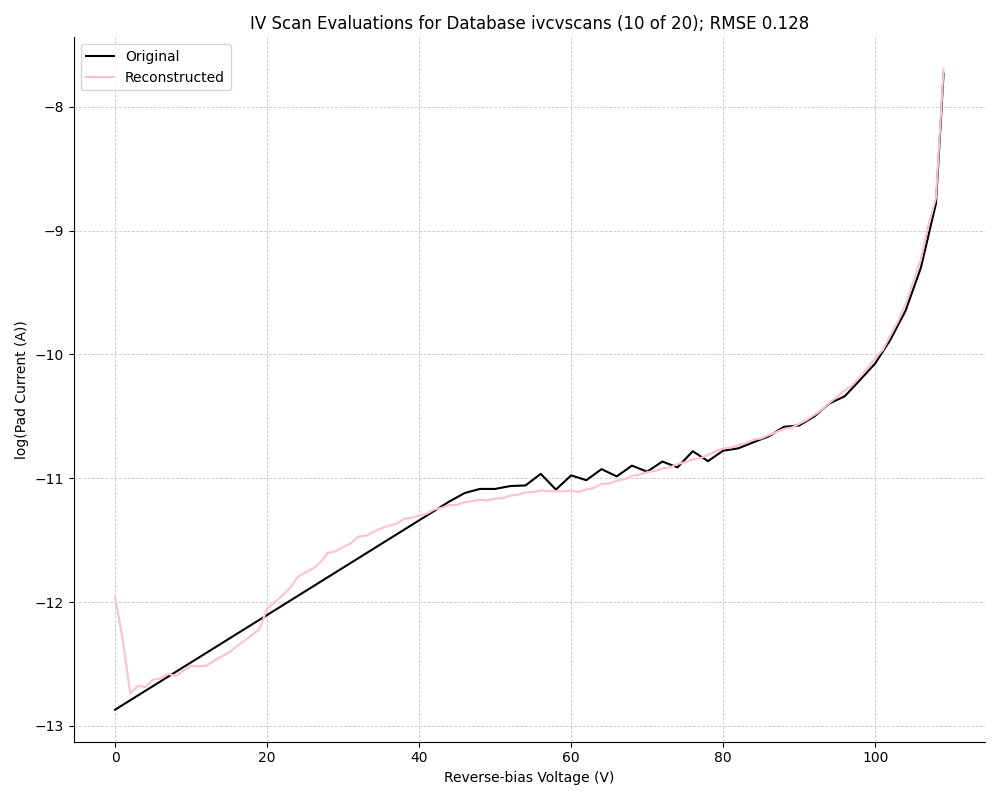 IV Scan Evaluations for Database ivcvscans (10 of 20); RMSE 0.128
Original
Reconstructed
−8
−9
−10
−11
−12
−13
log(Pad Current (A))
0 20 40 60 80 100
Reverse-bias Voltage (V)